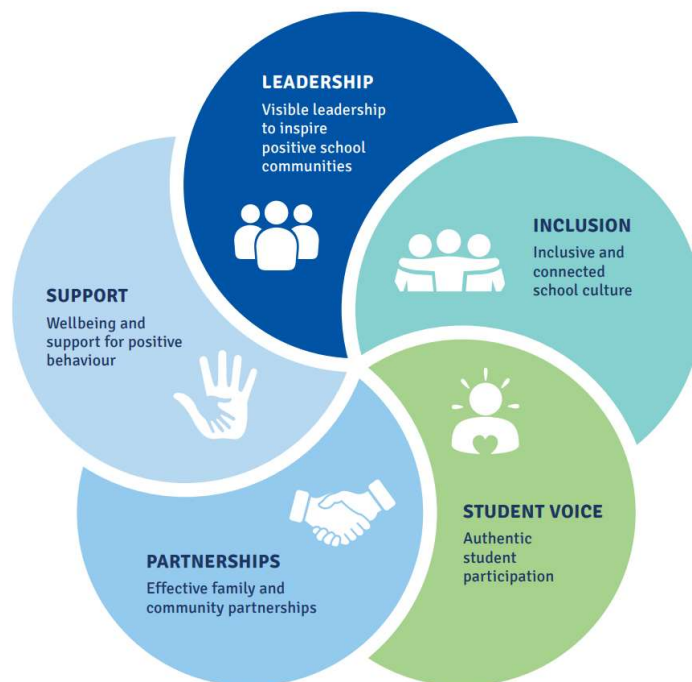 LEADERSHIP
Visible leadership
to inspire
positive school
communities
INCLUSION
Inclusive and
connected
school culture
STUDENT VOICE
Authentic
student
participation
PARTNERSHIPS
Effective family and
community partnerships
SUPPORT
Wellbeing and
support for positive
behaviour